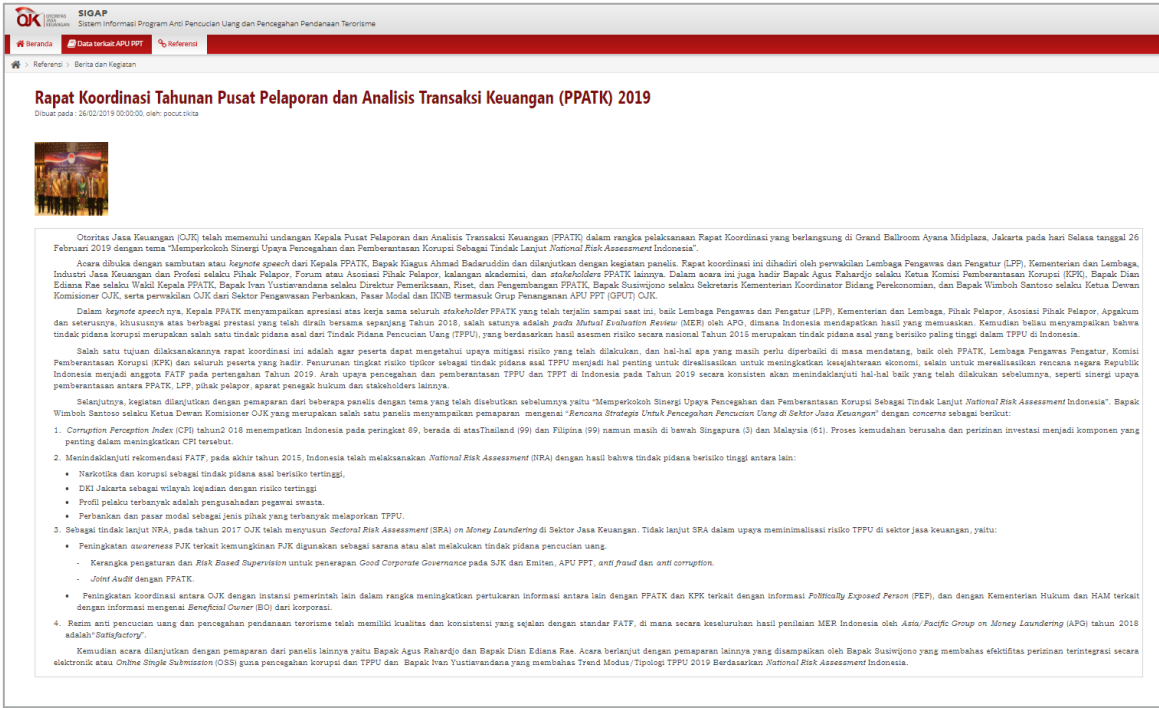 OJK OTORITAS JASA KEUANGAN
SIGAP
Sistem Informasi Program Anti Pencucian Uang dan Pencegahan Pendanaan Terorisme
Beranda
Data terkait APU PPT
Referensi
> Referensi > Berita dan Kegiatan
Rapat Koordinasi Tahunan Pusat Pelaporan dan Analisis Transaksi Keuangan (PPATK) 2019
Dibuat pada : 26/02/2019 00:00:00, oleh: pocut.tikita
Otoritas Jasa Keuangan (OJK) telah memenuhi undangan Kepala Pusat Pelaporan dan Analisis Transaksi Keuangan (PPATK) dalam rangka pelaksanaan Rapat Koordinasi yang berlangsung di Grand Ballroom Ayana Midplaza, Jakarta pada hari Selasa tanggal 26
Februari 2019 dengan tema “Memperkokoh Sinergi Upaya Pencegahan dan Pemberantasan Korupsi Sebagai Tindak Lanjut National Risk Assessment Indonesia”.
Acara dibuka dengan sambutan atau keynote speech dari Kepala PPATK, Bapak Kiagus Ahmad Badaruddin dan dilanjutkan dengan kegiatan panelis. Rapat koordinasi ini dihadiri oleh perwakilan Lembaga Pengawas dan Pengatur (LPP), Kementerian dan Lembaga,
Industri Jasa Keuangan dan Profesi selaku Pihak Pelapor, Forum atau Asosiasi Pihak Pelapor, kalangan akademisi, dan stakeholders PPATK lainnya. Dalam acara ini juga hadir Bapak Agus Rahardjo selaku Ketua Komisi Pemberantasan Korupsi (KPK), Bapak Dian
Ediana Rae selaku Wakil Kepala PPATK, Bapak Ivan Yustiavandana selaku Direktur Pemeriksaan, Riset, dan Pengembangan PPATK, Bapak Susiwijono selaku Sekretaris Kementerian Koordinator Bidang Perekonomian, dan Bapak Wimboh Santoso selaku Ketua Dewan
Komisioner OJK, serta perwakilan OJK dari Sektor Pengawasan Perbankan, Pasar Modal dan IKNB termasuk Grup Penanganan APU PPT (GPUT) OJK.
Dalam keynote speech nya, Kepala PPATK menyampaikan apresiasi atas kerja sama seluruh stakeholder PPATK yang telah terjalin sampai saat ini, baik Lembaga Pengawas dan Pengatur (LPP), Kementerian dan Lembaga, Pihak Pelapor, Asosiasi Pihak Pelapor, Apgakum
dan seterusnya, khususnya atas berbagai prestasi yang telah diraih bersama sepanjang Tahun 2018, salah satunya adalah pada Mutual Evaluation Review (MER) oleh APG, dimana Indonesia mendapatkan hasil yang memuaskan. Kemudian beliau menyampaikan bahwa
tindak pidana korupsi merupakan salah satu tindak pidana asal dari Tindak Pidana Pencucian Uang (TPPU), yang berdasarkan hasil asesmen risiko secara nasional Tahun 2015 merupakan tindak pidana asal yang berisiko paling tinggi dalam TPPU di Indonesia.
Salah satu tujuan dilaksanakannya rapat koordinasi ini adalah agar peserta dapat mengetahui upaya mitigasi risiko yang telah dilakukan, dan hal-hal apa yang masih perlu diperbaiki di masa mendatang, baik oleh PPATK, Lembaga Pengawas Pengatur, Komisi
Pemberantasan Korupsi (KPK) dan seluruh peserta yang hadir. Penurunan tingkat risiko tipikor sebagai tindak pidana asal TPPU menjadi hal penting untuk direalisasikan untuk meningkatkan kesejahteraan ekonomi, selain untuk merealisasikan rencana negara Republik
Indonesia menjadi anggota FATF pada pertengahan Tahun 2019. Arah upaya pencegahan dan pemberantasan TPPU dan TPPT di Indonesia pada Tahun 2019 secara konsisten akan menindaklanjuti hal-hal baik yang telah dilakukan sebelumnya, seperti sinergi upaya
pemberantasan antara PPATK, LPP, pihak pelapor, aparat penegak hukum dan stakeholders lainnya.
Selanjutnya, kegiatan dilanjutkan dengan pemaparan dari beberapa panelis dengan tema yang telah disebutkan sebelumnya yaitu “Memperkokoh Sinergi Upaya Pencegahan dan Pemberantasan Korupsi Sebagai Tindak Lanjut National Risk Assessment Indonesia”. Bapak
Wimboh Santoso selaku Ketua Dewan Komisioner OJK yang merupakan salah satu panelis menyampaikan pemaparan mengenai “Rencana Strategis Untuk Pencegahan Pencucian Uang di Sektor Jasa Keuangan” dengan concerns sebagai berikut:
1. Corruption Perception Index (CPI) tahun2 018 menempatkan Indonesia pada peringkat 89, berada di atasThailand (99) dan Filipina (99) namun masih di bawah Singapura (3) dan Malaysia (61). Proses kemudahan berusaha dan perizinan investasi menjadi komponen yang
penting dalam meningkatkan CPI tersebut.
2. Menindaklanjuti rekomendasi FATF, pada akhir tahun 2015, Indonesia telah melaksanakan National Risk Assessment (NRA) dengan hasil bahwa tindak pidana berisiko tinggi antara lain:
• Narkotika dan korupsi sebagai tindak pidana asal berisiko tertinggi,
• DKI Jakarta sebagai wilayah kejadian dengan risiko tertinggi
• Profil pelaku terbanyak adalah pengusahadan pegawai swasta.
• Perbankan dan pasar modal sebagai jenis pihak yang terbanyak melaporkan TPPU.
3. Sebagai tindak lanjut NRA, pada tahun 2017 OJK telah menyusun Sectoral Risk Assessment (SRA) on Money Laundering di Sektor Jasa Keuangan. Tidak lanjut SRA dalam upaya meminimalisasi risiko TPPU di sektor jasa keuangan, yaitu:
• Peningkatan awareness PJK terkait kemungkinan PJK digunakan sebagai sarana atau alat melakukan tindak pidana pencucian uang.
- Kerangka pengaturan dan Risk Based Supervision untuk penerapan Good Corporate Governance pada SJK dan Emiten, APU PPT, anti fraud dan anti corruption.
- Joint Audit dengan PPATK.
• Peningkatan koordinasi antara OJK dengan instansi pemerintah lain dalam rangka meningkatkan pertukaran informasi antara lain dengan PPATK dan KPK terkait dengan informasi Politically Exposed Person (PEP), dan dengan Kementerian Hukum dan HAM terkait
dengan informasi mengenai Beneficial Owner (BO) dari korporasi.
4. Rezim anti pencucian uang dan pencegahan pendanaan terorisme telah memiliki kualitas dan konsistensi yang sejalan dengan standar FATF, di mana secara keseluruhan hasil penilaian MER Indonesia oleh Asia/Pacific Group on Money Laundering (APG) tahun 2018
adalah“Satisfactory”.
Kemudian acara dilanjutkan dengan pemaparan dari panelis lainnya yaitu Bapak Agus Rahardjo dan Bapak Dian Ediana Rae. Acara berlanjut dengan pemaparan lainnya yang disampaikan oleh Bapak Susiwijono yang membahas efektifitas perizinan terintegrasi secara
elektronik atau Online Single Submission (OSS) guna pencegahan korupsi dan TPPU dan Bapak Ivan Yustiavandana yang membahas Trend Modus/Tipologi TPPU 2019 Berdasarkan National Risk Assessment Indonesia.